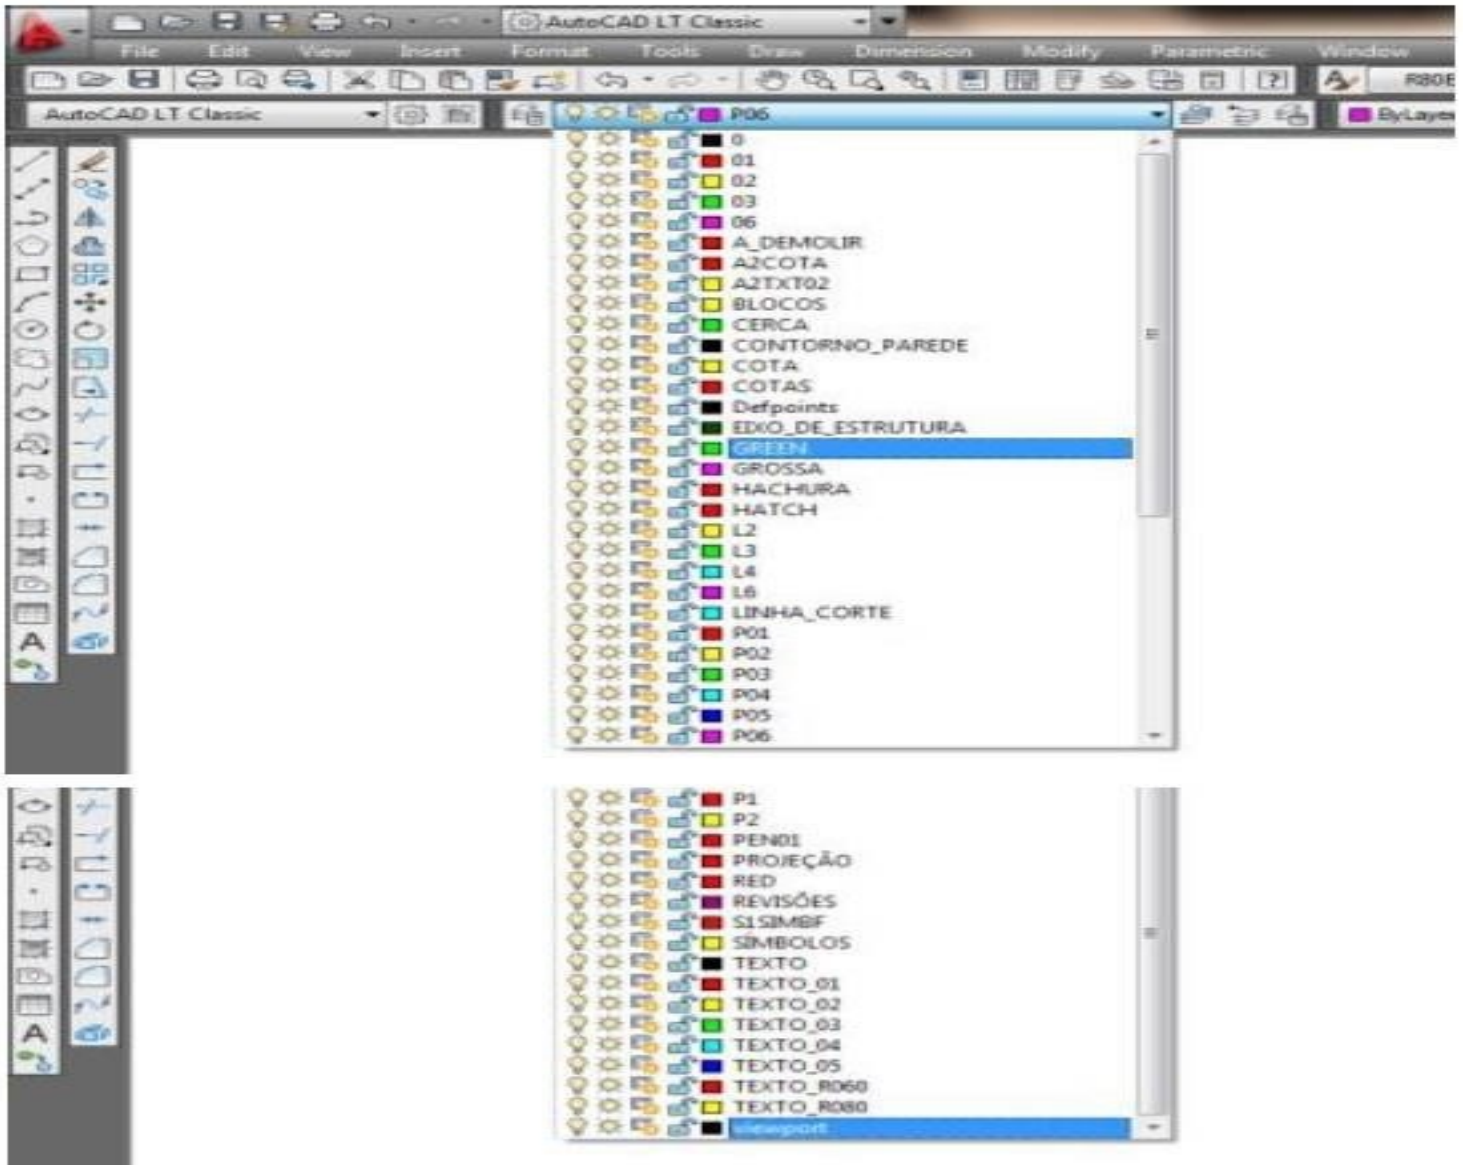 AutoCAD LT Classic
File Edit View Insert Format Tools Draw Dimension Modify Parametric Window
A R80E
AutoCAD LT Classic P06 ByLayer
0
01
02
03
06
A_DEMOLIR
A2COTA
A2TXT02
BLOCOS
CERCA
CONTORNO_PAREDE
COTA
COTAS
Defpoints
EIXO_DE_ESTRUTURA
GREEN
GROSSA
HACHURA
HATCH
L2
L3
L4
L6
LINHA_CORTE
P01
A P02
P03
P04
P05
P06
P1
P2
PEN01
PROJEÇÃO
RED
REVISÕES
S1SIMBF
SÍMBOLOS
TEXTO
TEXTO_01
TEXTO_02
TEXTO_03
A TEXTO_04
TEXTO_05
TEXTO_R060
TEXTO_R080
viewport